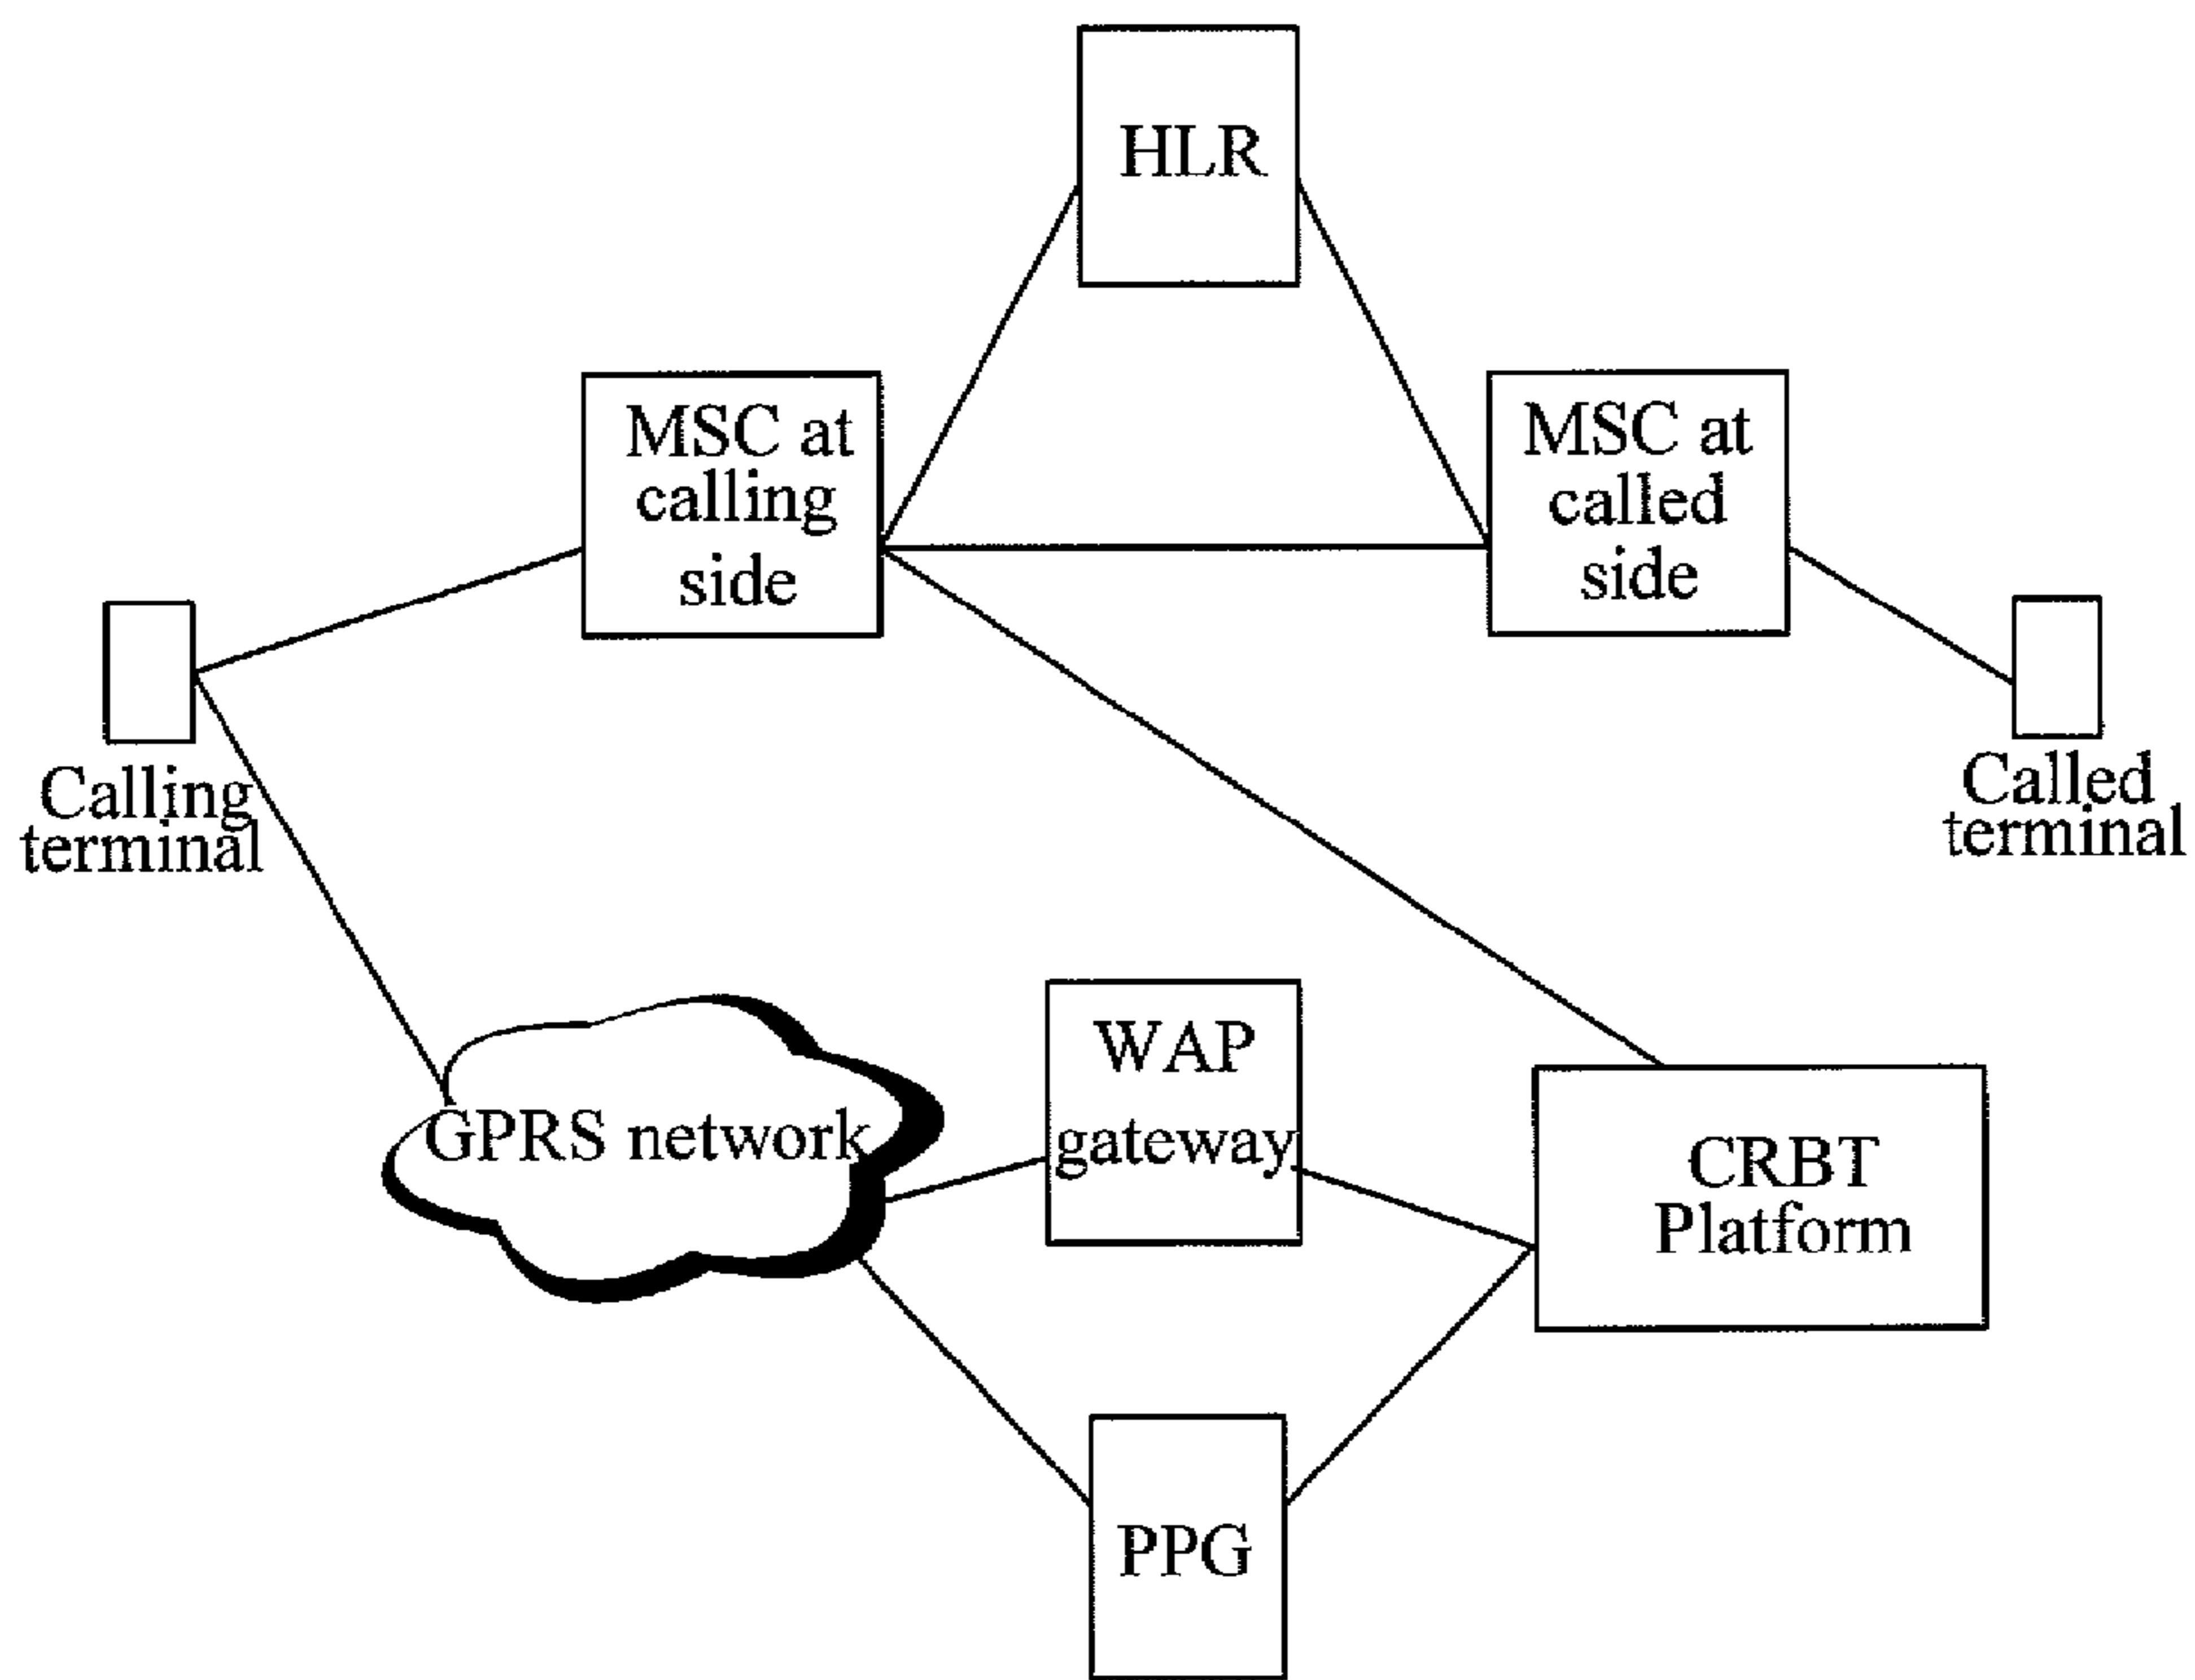 HLR
MSC at
calling
side
MSC at
called
side
Calling
terminal
Called
terminal
WAP
gateway
GPRS network
CRBT
Platform
PPG